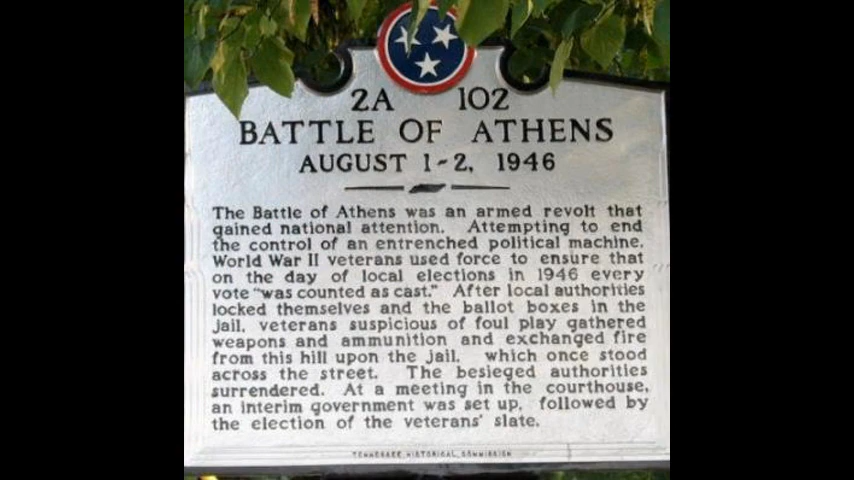 2A 102
BATTLE OF ATHENS
AUGUST 1-2, 1946
The Battle of Athens was an armed revolt that
gained national attention. Attempting to end
the control of an entrenched political machine,
World War II veterans used force to ensure that
on the day of local elections in 1946 every
vote "was counted as cast." After local authorities
locked themselves and the ballot boxes in the
jail, veterans suspicious of foul play gathered
weapons and ammunition and exchanged fire
from this hill upon the jail, which once stood
across the street. The besieged authorities
surrendered. At a meeting in the courthouse,
an interim government was set up, followed by
the election of the veterans' slate.
TENNESSEE HISTORICAL COMMISSION